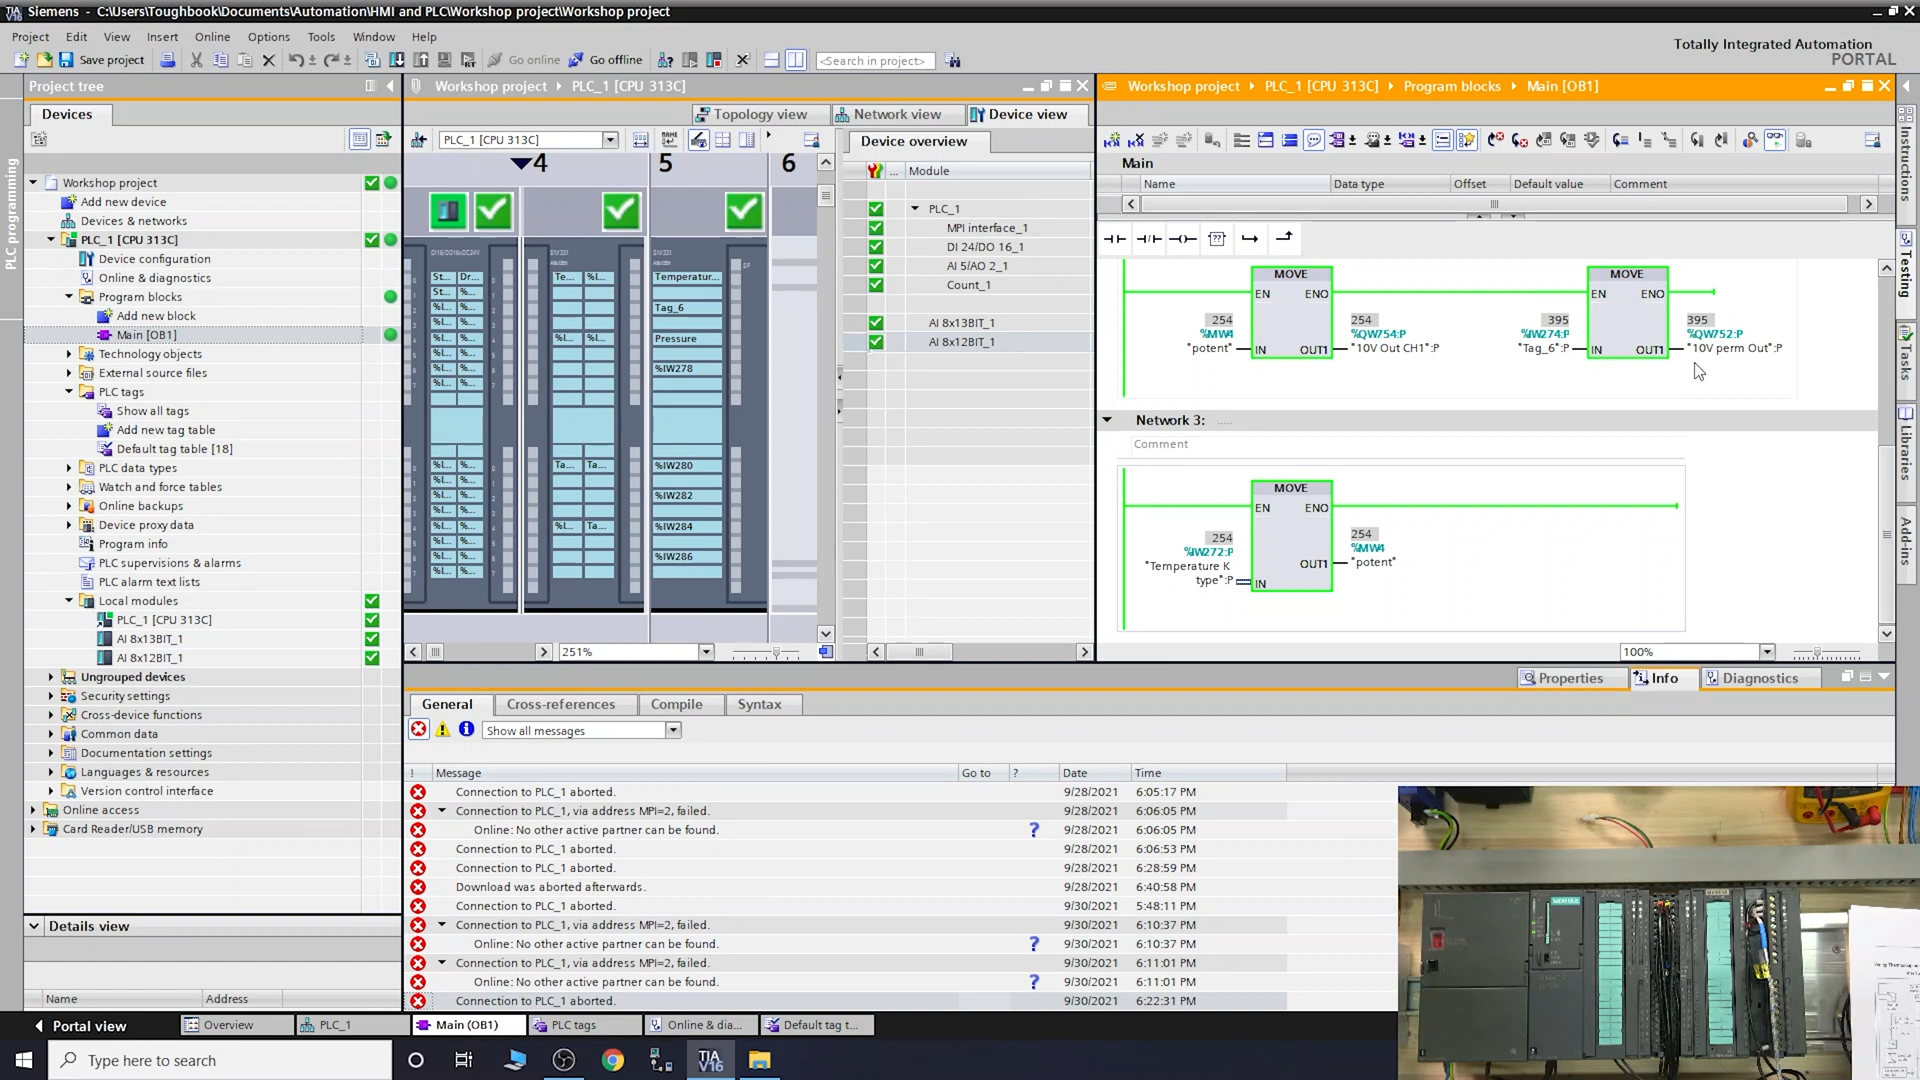 Siemens - C:\Users\Toughbook\Documents\Automation\HMI and PLC\Workshop project\Workshop project
Project Edit View Insert Online Options Tools Window Help
Totally Integrated Automation
PORTAL
Save project
Go online
Go offline
<Search in project>
Project tree
Workshop project
PLC_1 [CPU 313C]
Workshop project
PLC_1 [CPU 313C]
Program blocks
Main [OB1]
Devices
Topology view
Network view
Device view
PLC_1 [CPU 313C]
Device overview
PLC programming
Workshop project
Add new device
Devices & networks
PLC_1 [CPU 313C]
Device configuration
Online & diagnostics
Program blocks
Add new block
Main [OB1]
Technology objects
External source files
PLC tags
Show all tags
Add new tag table
Default tag table [18]
PLC data types
Watch and force tables
Online backups
Device proxy data
Program info
PLC supervisions & alarms
PLC alarm text lists
Local modules
PLC_1 [CPU 313C]
AI 8x13BIT_1
AI 8x12BIT_1
Ungrouped devices
Security settings
Cross-device functions
Common data
Documentation settings
Languages & resources
Version control interface
Online access
Card Reader/USB memory
Details view
Name Address
4 5 6
St... Dr...
Te... %I...
Temperatur...
Tag_6
Pressure
%IW278
Ta... Ta...
%IW280
%IW282
%IW284
%IW286
251%
... Module
PLC_1
MPI interface_1
DI 24/DO 16_1
AI 5/AO 2_1
Count_1
AI 8x13BIT_1
AI 8x12BIT_1
Main
Name Data type Offset Default value Comment
MOVE
EN ENO
254
%MW4
"potent" IN OUT1
254
%QW754:P
"10V Out CH1":P
MOVE
EN ENO
395
%IW274:P
"Tag_6":P IN OUT1
395
%QW752:P
"10V perm Out":P
Network 3: .....
Comment
MOVE
EN ENO
254
%IW272:P
"Temperature K
type":P IN
OUT1
254
%MW4
"potent"
100%
Instructions
Testing
Tasks
Libraries
Add-ins
Properties
Info
Diagnostics
General Cross-references Compile Syntax
Show all messages
! Message Go to ? Date Time
Connection to PLC_1 aborted. 9/28/2021 6:05:17 PM
Connection to PLC_1, via address MPI=2, failed. 9/28/2021 6:06:05 PM
Online: No other active partner can be found. ? 9/28/2021 6:06:05 PM
Connection to PLC_1 aborted. 9/28/2021 6:06:53 PM
Connection to PLC_1 aborted. 9/28/2021 6:28:59 PM
Download was aborted afterwards. 9/28/2021 6:40:58 PM
Connection to PLC_1 aborted. 9/30/2021 5:48:11 PM
Connection to PLC_1, via address MPI=2, failed. 9/30/2021 6:10:37 PM
Online: No other active partner can be found. ? 9/30/2021 6:10:37 PM
Connection to PLC_1, via address MPI=2, failed. 9/30/2021 6:11:01 PM
Online: No other active partner can be found. ? 9/30/2021 6:11:01 PM
Connection to PLC_1 aborted. 9/30/2021 6:22:31 PM
SIEMENS
Portal view
Overview
PLC_1
Main (OB1)
PLC tags
Online & dia...
Default tag t...
Type here to search
TIA V16